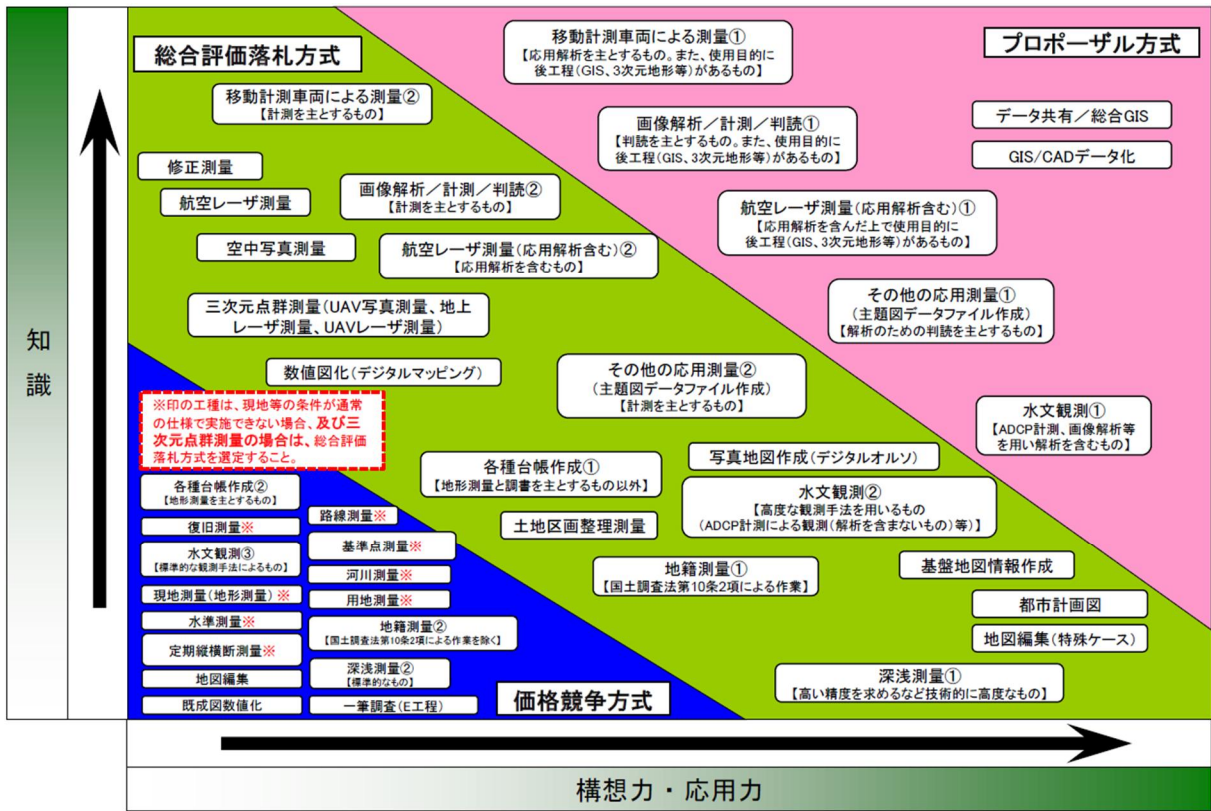 総合評価落札方式
プロポーザル方式
移動計測車両による測量①
【応用解析を主とするもの。また、使用目的に
後工程(GIS、3次元地形等)があるもの】
移動計測車両による測量②
【計測を主とするもの】
画像解析／計測／判読①
【判読を主とするもの。また、使用目的に
後工程(GIS、3次元地形等)があるもの】
データ共有／総合GIS
GIS/CADデータ化
修正測量
航空レーザ測量
画像解析／計測／判読②
【計測を主とするもの】
航空レーザ測量(応用解析含む)①
【応用解析を含んだ上で使用目的に
後工程(GIS、3次元地形等)があるもの】
空中写真測量
航空レーザ測量(応用解析含む)②
【応用解析を含むもの】
その他の応用測量①
(主題図データファイル作成)
【解析のための判読を主とするもの】
三次元点群測量(UAV写真測量、地上
レーザ測量、UAVレーザ測量)
数値図化(デジタルマッピング)
その他の応用測量②
(主題図データファイル作成)
【計測を主とするもの】
※印の工種は、現地等の条件が通常
の仕様で実施できない場合、及び三
次元点群測量の場合は、総合評価
落札方式を選定すること。
水文観測①
【ADCP計測、画像解析等
を用い解析を含むもの】
各種台帳作成①
【地形測量と調書を主とするもの以外】
写真地図作成(デジタルオルソ)
水文観測②
【高度な観測手法を用いるもの
(ADCP計測による観測(解析を含まないもの)等)】
土地区画整理測量
地籍測量①
【国土調査法第10条2項による作業】
基盤地図情報作成
都市計画図
地図編集(特殊ケース)
深浅測量①
【高い精度を求めるなど技術的に高度なもの】
各種台帳作成②
【地形測量を主とするもの】
復旧測量※
水文観測③
【標準的な観測手法によるもの】
現地測量(地形測量)※
水準測量※
定期縦横断測量※
地図編集
既成図数値化
路線測量※
基準点測量※
河川測量※
用地測量※
地籍測量②
【国土調査法第10条2項による作業を除く】
深浅測量②
【標準的なもの】
一筆調査(E工程)
価格競争方式
知
識
構想力・応用力